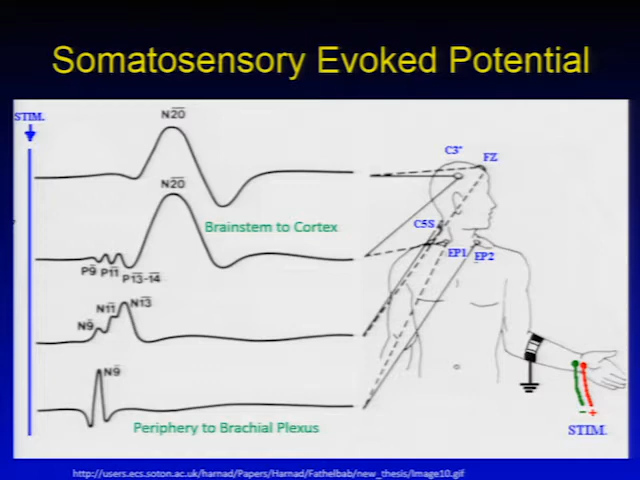 Somatosensory Evoked Potential
STIM.
N20
C3'
FZ
N20
Brainstem to Cortex
C5S
EP1
EP2
P9
P11
P13-14
N9
N11
N13
N9
Periphery to Brachial Plexus
- +
STIM.
http://users.ecs.soton.ac.uk/harnad/Papers/Harnad/Fathelbab/new_thesis/Image10.gif